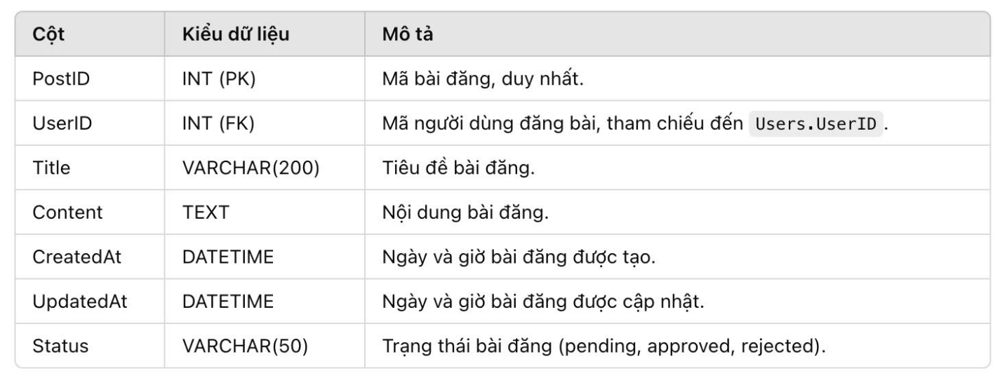 Cột Kiểu dữ liệu Mô tả
PostID INT (PK) Mã bài đăng, duy nhất.
UserID INT (FK) Mã người dùng đăng bài, tham chiếu đến Users.UserID.
Title VARCHAR(200) Tiêu đề bài đăng.
Content TEXT Nội dung bài đăng.
CreatedAt DATETIME Ngày và giờ bài đăng được tạo.
UpdatedAt DATETIME Ngày và giờ bài đăng được cập nhật.
Status VARCHAR(50) Trạng thái bài đăng (pending, approved, rejected).